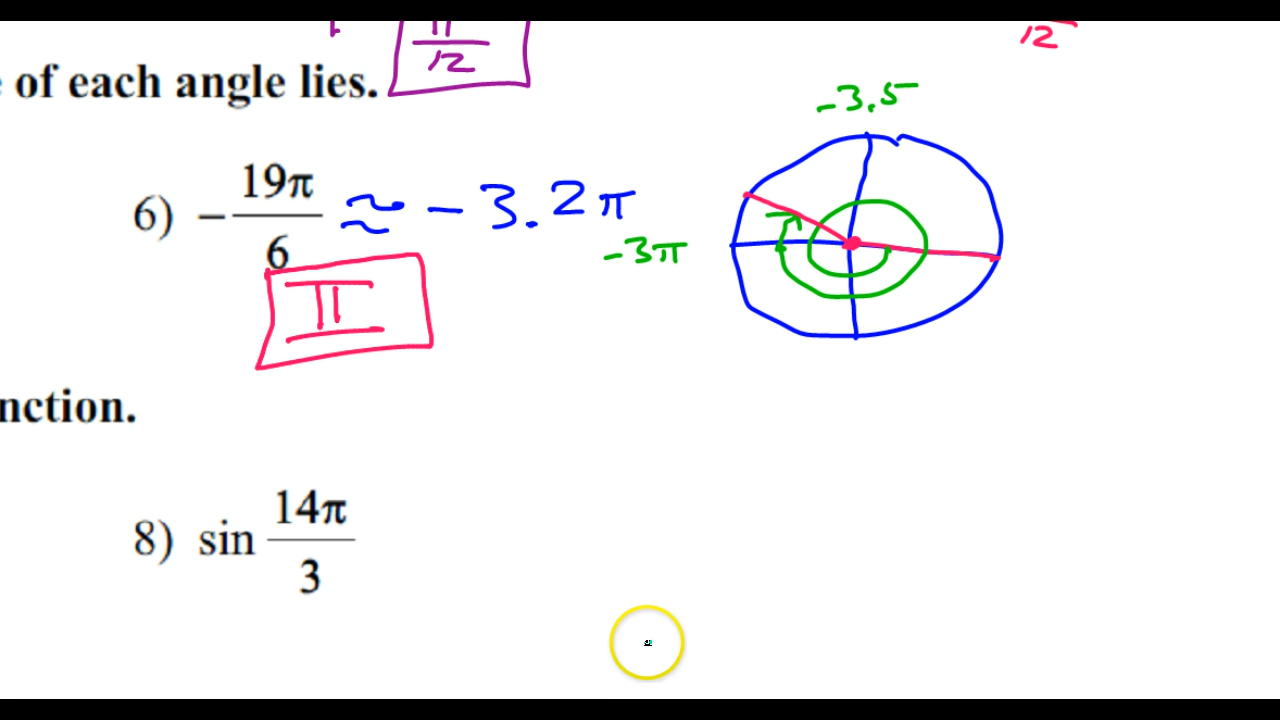 π/12
12
of each angle lies.
-3.5
6) -19π/6 ≈ -3.2π
-3π
II
nction.
8) sin 14π/3